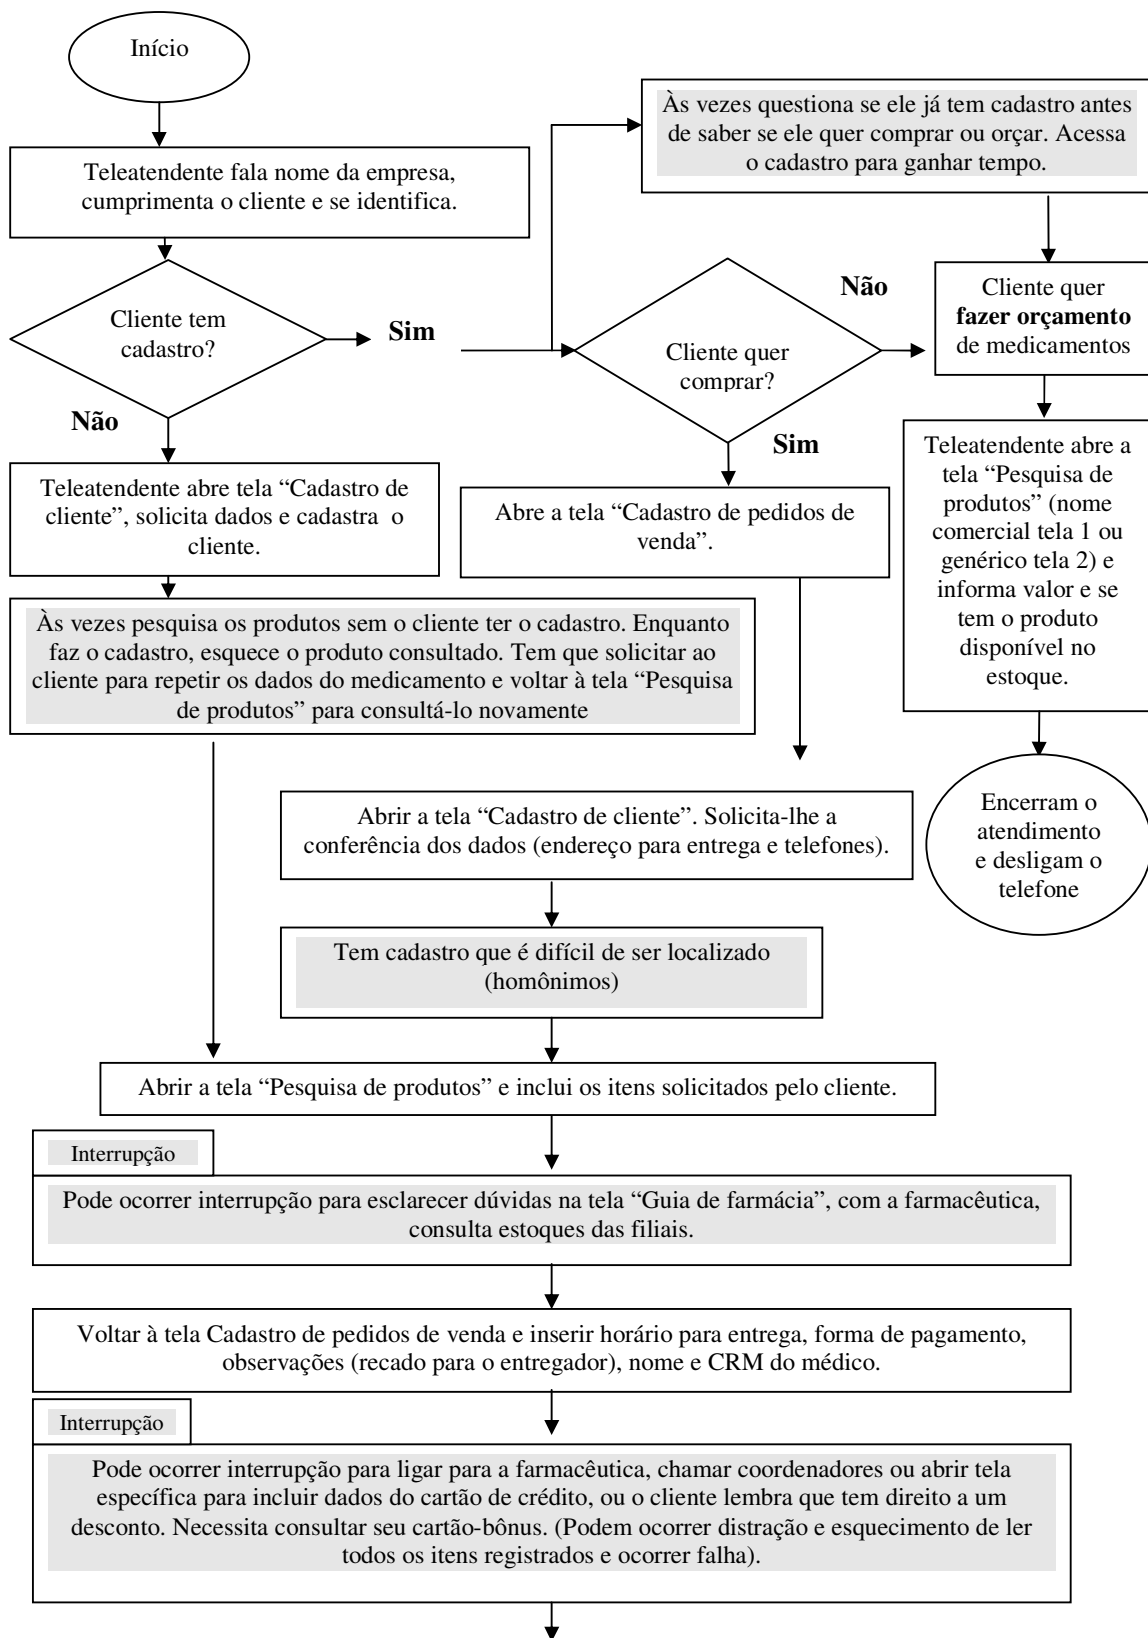 Início
Às vezes questiona se ele já tem cadastro antes
de saber se ele quer comprar ou orçar. Acessa
o cadastro para ganhar tempo.
Teleatendente fala nome da empresa,
cumprimenta o cliente e se identifica.
Cliente tem
cadastro?
Sim
Cliente quer
comprar?
Não
Cliente quer
fazer orçamento
de medicamentos
Não
Sim
Teleatendente abre tela “Cadastro de
cliente”, solicita dados e cadastra o
cliente.
Abre a tela “Cadastro de pedidos de
venda”.
Teleatendente abre a
tela “Pesquisa de
produtos” (nome
comercial tela 1 ou
genérico tela 2) e
informa valor e se
tem o produto
disponível no
estoque.
Às vezes pesquisa os produtos sem o cliente ter o cadastro. Enquanto
faz o cadastro, esquece o produto consultado. Tem que solicitar ao
cliente para repetir os dados do medicamento e voltar à tela “Pesquisa
de produtos” para consultá-lo novamente
Encerram o
atendimento
e desligam o
telefone
Abrir a tela “Cadastro de cliente”. Solicita-lhe a
conferência dos dados (endereço para entrega e telefones).
Tem cadastro que é difícil de ser localizado
(homônimos)
Abrir a tela “Pesquisa de produtos” e inclui os itens solicitados pelo cliente.
Interrupção
Pode ocorrer interrupção para esclarecer dúvidas na tela “Guia de farmácia”, com a farmacêutica,
consulta estoques das filiais.
Voltar à tela Cadastro de pedidos de venda e inserir horário para entrega, forma de pagamento,
observações (recado para o entregador), nome e CRM do médico.
Interrupção
Pode ocorrer interrupção para ligar para a farmacêutica, chamar coordenadores ou abrir tela
específica para incluir dados do cartão de crédito, ou o cliente lembra que tem direito a um
desconto. Necessita consultar seu cartão-bônus. (Podem ocorrer distração e esquecimento de ler
todos os itens registrados e ocorrer falha).